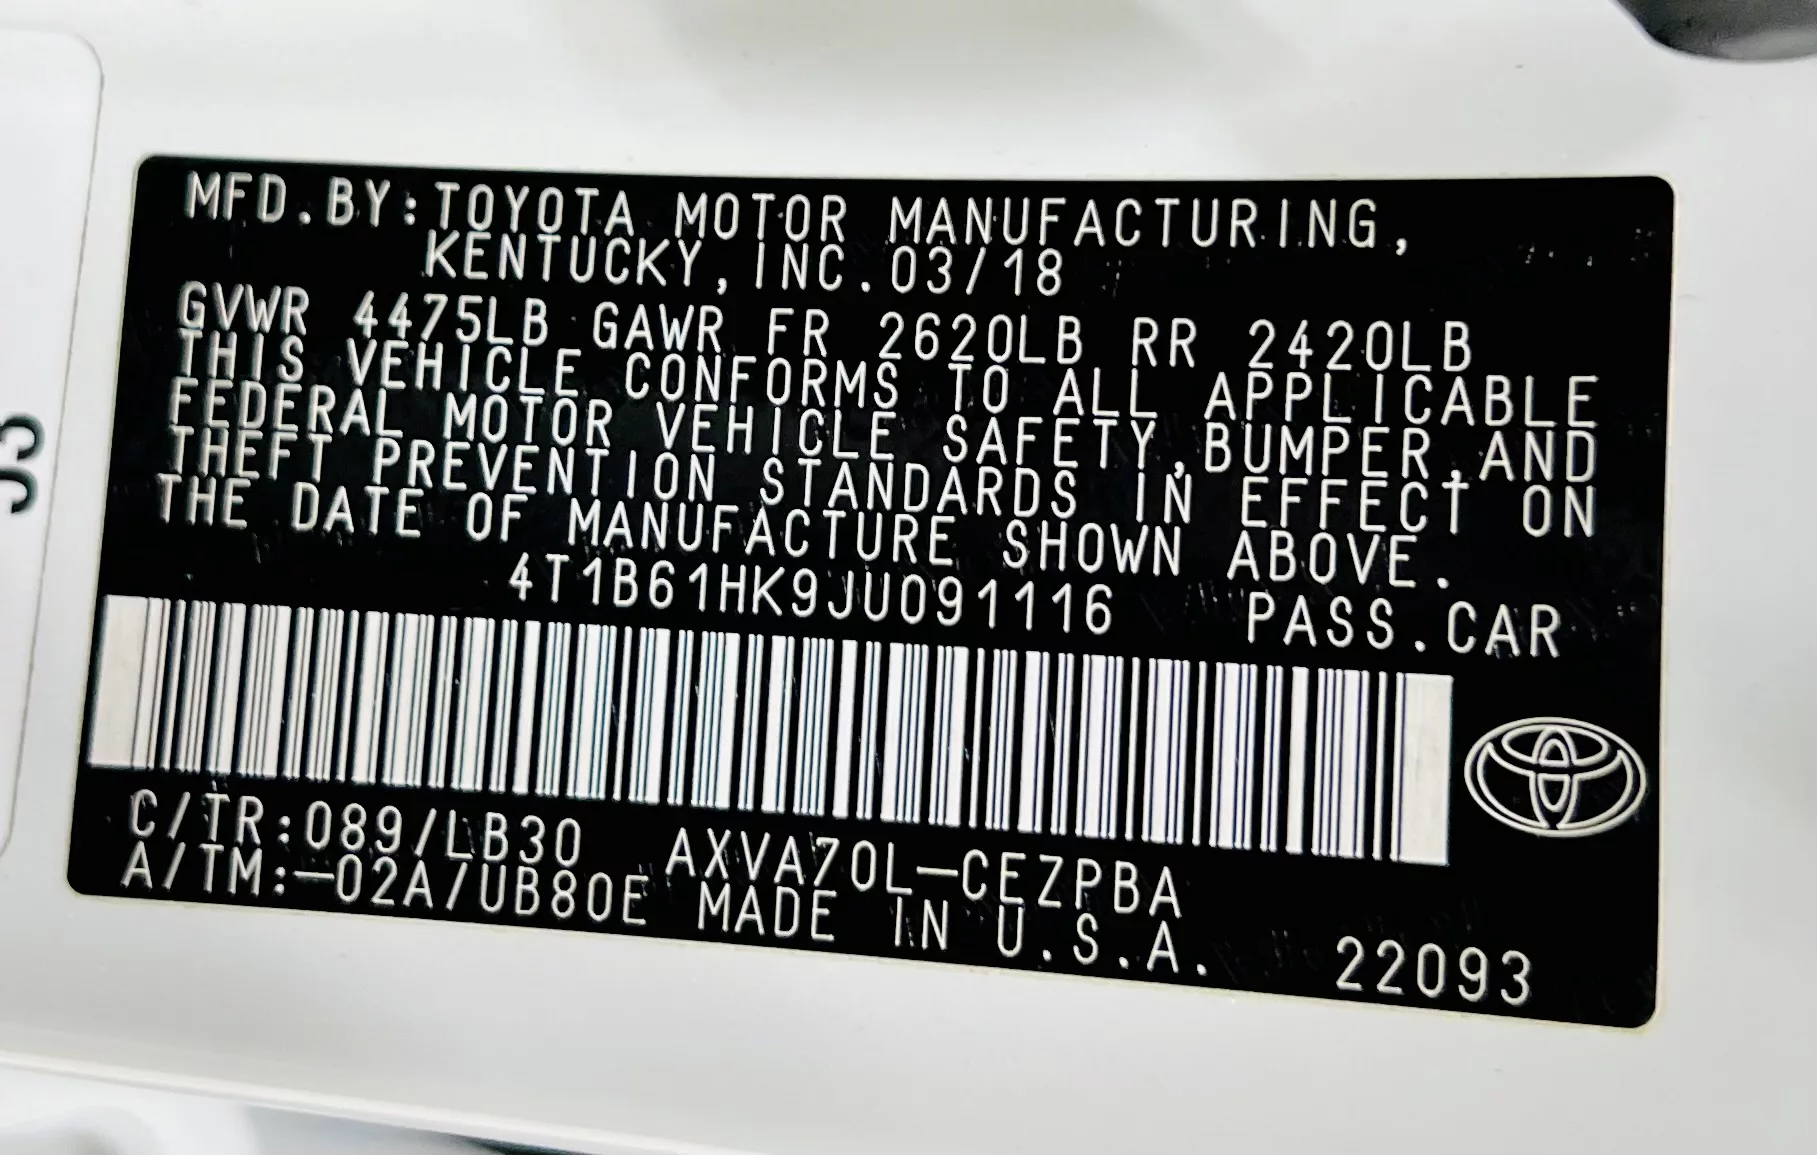 MFD.BY:TOYOTA MOTOR MANUFACTURING,
KENTUCKY,INC.03/18
GVWR 4475LB GAWR FR 2620LB RR 2420LB
THIS VEHICLE CONFORMS TO ALL APPLICABLE
FEDERAL MOTOR VEHICLE SAFETY,BUMPER,AND
THEFT PREVENTION STANDARDS IN EFFECT ON
THE DATE OF MANUFACTURE SHOWN ABOVE.
4T1B61HK9JU091116 PASS.CAR
C/TR:089/LB30 AXVA70L-CEZPBA
A/TM:-02A/UB80E MADE IN U.S.A.
22093